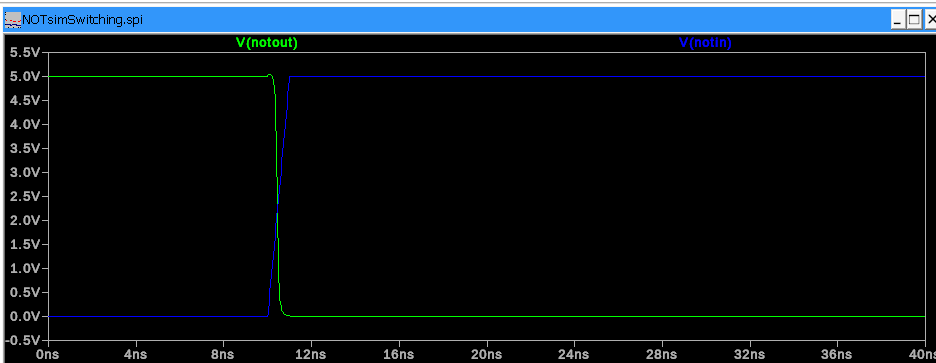 NOTsimSwitching.spi
V(notout) V(notin)
5.5V
5.0V
4.5V
4.0V
3.5V
3.0V
2.5V
2.0V
1.5V
1.0V
0.5V
0.0V
-0.5V
0ns 4ns 8ns 12ns 16ns 20ns 24ns 28ns 32ns 36ns 40ns